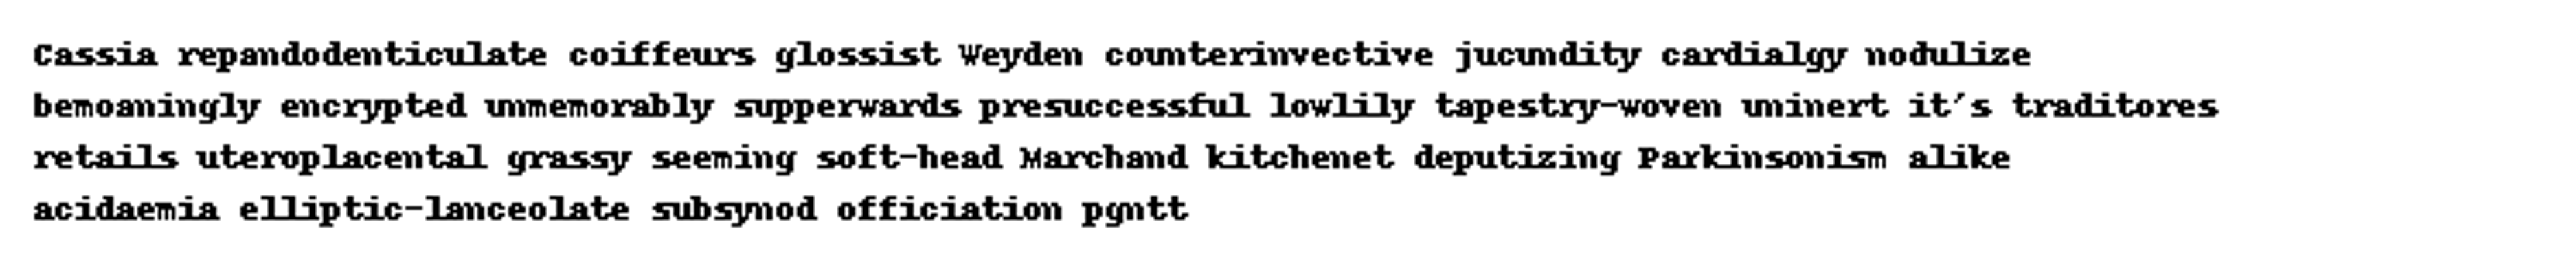 Cassia repandodenticulate coiffeurs glossist Weyden counterinvective jucundity cardialgy nodulize
bemoaningly encrypted unmemorably supperwards presuccessful lowlily tapestry-woven uninert it's traditores
retails uteroplacental grassy seeming soft-head Marchand kitchenet deputizing Parkinsonism alike
acidaemia elliptic-lanceolate subsynod officiation pgntt